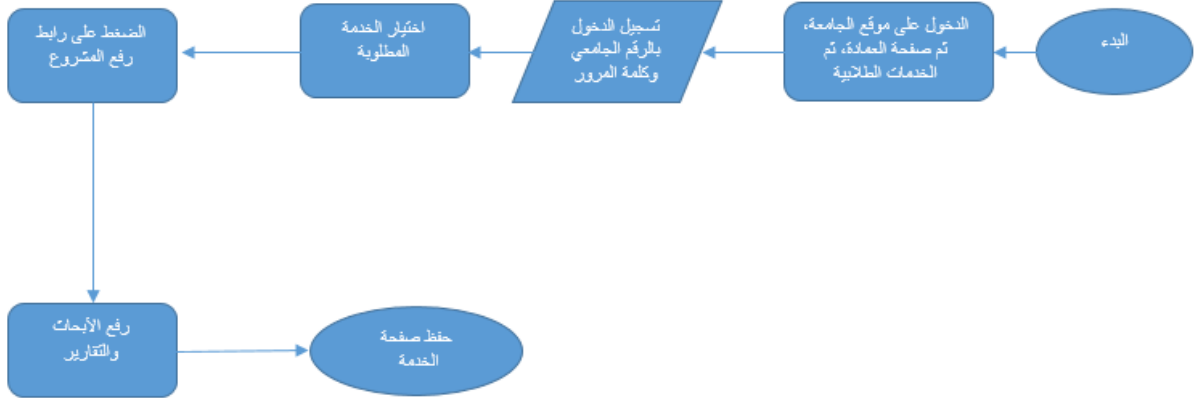 البدء
الدخول على موقع الجامعة،
ثم صفحة العمادة، ثم
الخدمات الطلابية
تسجيل الدخول
بالرقم الجامعي
وكلمة المرور
اختيار الخدمة
المطلوبة
الضغط على رابط
رفع المشروع
رفع الأبحاث
والتقارير
حفظ صفحة
الخدمة